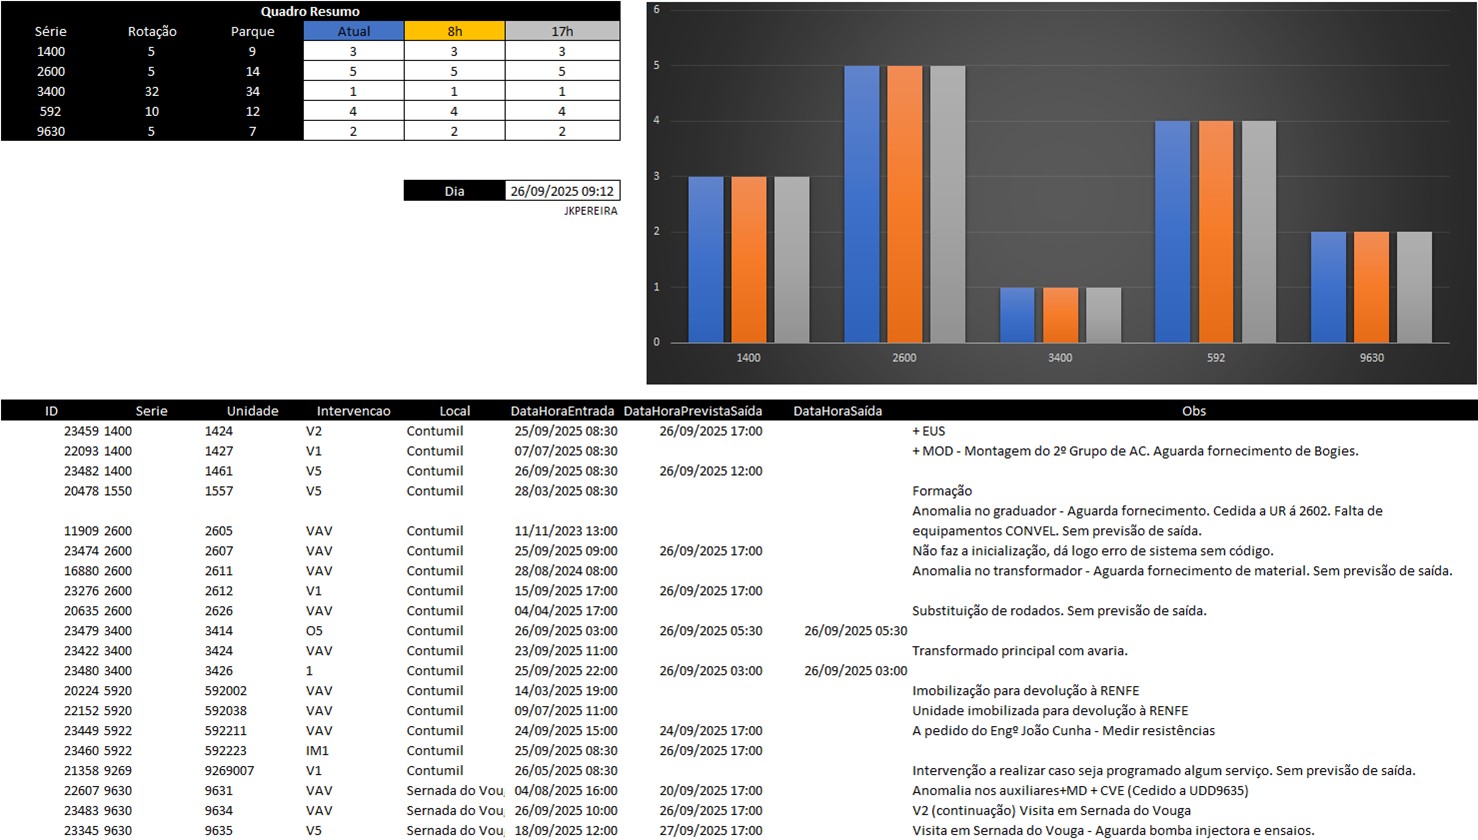 Quadro Resumo
Série Rotação Parque Atual 8h 17h
1400 5 9 3 3 3
2600 5 14 5 5 5
3400 32 34 1 1 1
592 10 12 4 4 4
9630 5 7 2 2 2
Dia 26/09/2025 09:12
JKPEREIRA
6
5
4
3
2
1
0
1400 2600 3400 592 9630
ID Serie Unidade Intervencao Local DataHoraEntrada DataHoraPrevistaSaída DataHoraSaída Obs
23459 1400 1424 V2 Contumil 25/09/2025 08:30 26/09/2025 17:00 + EUS
22093 1400 1427 V1 Contumil 07/07/2025 08:30 + MOD - Montagem do 2º Grupo de AC. Aguarda fornecimento de Bogies.
23482 1400 1461 V5 Contumil 26/09/2025 08:30 26/09/2025 12:00
20478 1550 1557 V5 Contumil 28/03/2025 08:30 Formação
Anomalia no graduador - Aguarda fornecimento. Cedida a UR á 2602. Falta de
11909 2600 2605 VAV Contumil 11/11/2023 13:00 equipamentos CONVEL. Sem previsão de saída.
23474 2600 2607 VAV Contumil 25/09/2025 09:00 26/09/2025 17:00 Não faz a inicialização, dá logo erro de sistema sem código.
16880 2600 2611 VAV Contumil 28/08/2024 08:00 Anomalia no transformador - Aguarda fornecimento de material. Sem previsão de saída.
23276 2600 2612 V1 Contumil 15/09/2025 17:00 26/09/2025 17:00
20635 2600 2626 VAV Contumil 04/04/2025 17:00 Substituição de rodados. Sem previsão de saída.
23479 3400 3414 O5 Contumil 26/09/2025 03:00 26/09/2025 05:30 26/09/2025 05:30
23422 3400 3424 VAV Contumil 23/09/2025 11:00 Transformado principal com avaria.
23480 3400 3426 1 Contumil 25/09/2025 22:00 26/09/2025 03:00 26/09/2025 03:00
20224 5920 592002 VAV Contumil 14/03/2025 19:00 Imobilização para devolução à RENFE
22152 5920 592038 VAV Contumil 09/07/2025 11:00 Unidade imobilizada para devolução à RENFE
23449 5922 592211 VAV Contumil 24/09/2025 15:00 24/09/2025 17:00 A pedido do Engº João Cunha - Medir resistências
23460 5922 592223 IM1 Contumil 25/09/2025 08:30 26/09/2025 17:00
21358 9269 9269007 V1 Contumil 26/05/2025 08:30 Intervenção a realizar caso seja programado algum serviço. Sem previsão de saída.
22607 9630 9631 VAV Sernada do Vou 04/08/2025 16:00 20/09/2025 17:00 Anomalia nos auxiliares+MD + CVE (Cedido a UDD9635)
23483 9630 9634 VAV Sernada do Vou 26/09/2025 10:00 26/09/2025 17:00 V2 (continuação) Visita em Sernada do Vouga
23345 9630 9635 V5 Sernada do Vou 18/09/2025 12:00 27/09/2025 17:00 Visita em Sernada do Vouga - Aguarda bomba injectora e ensaios.